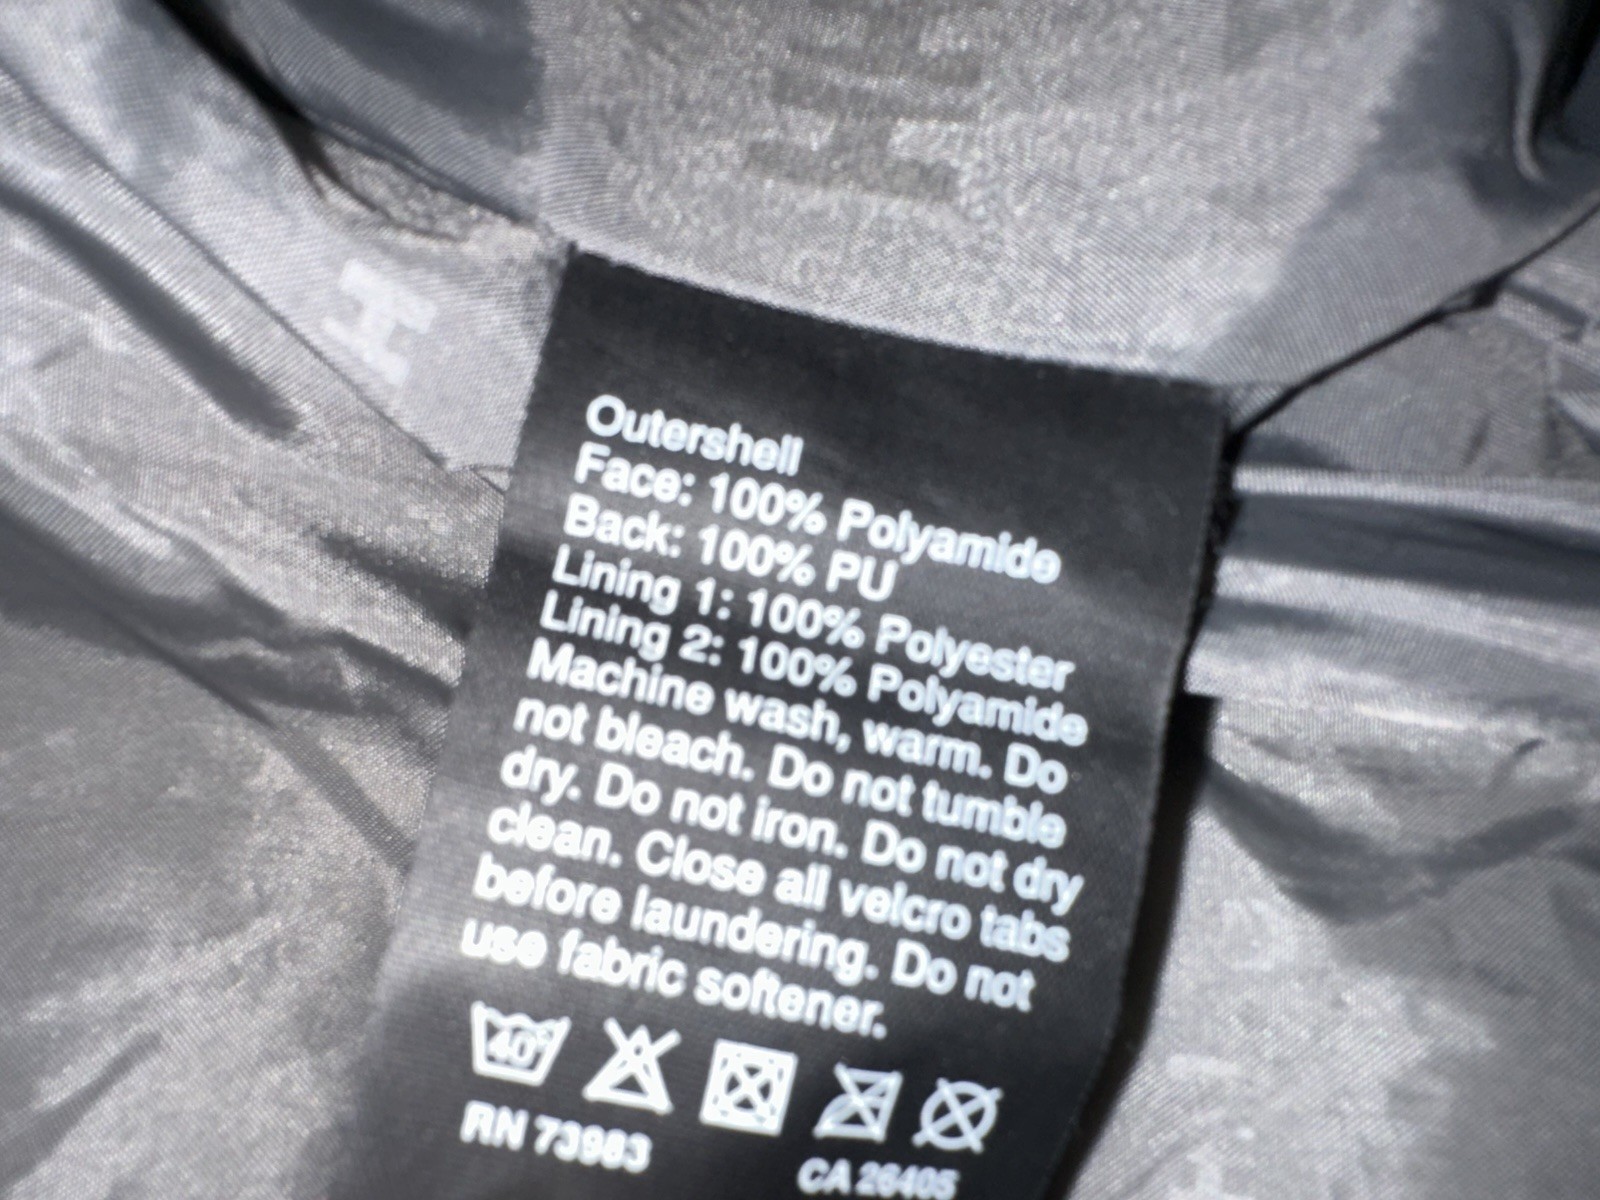 Outershell
Face: 100% Polyamide
Back: 100% PU
Lining 1: 100% Polyester
Lining 2: 100% Polyamide
Machine wash, warm. Do
not bleach. Do not tumble
dry. Do not iron. Do not dry
clean. Close all velcro tabs
before laundering. Do not
use fabric softener.
40°
RN 73983
CA 26405